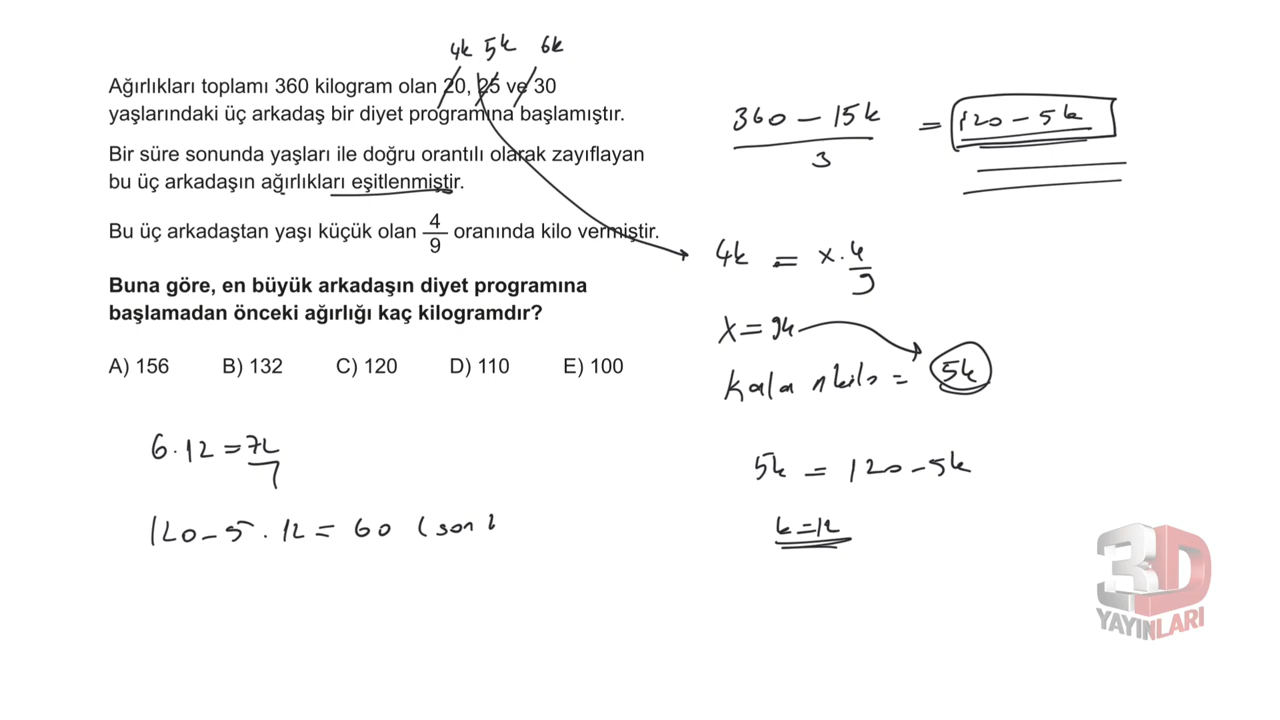 4k 5k 6k
Ağırlıkları toplamı 360 kilogram olan 20, 25 ve 30
yaşlarındaki üç arkadaş bir diyet programına başlamıştır.
Bir süre sonunda yaşları ile doğru orantılı olarak zayıflayan
bu üç arkadaşın ağırlıkları eşitlenmiştir.
Bu üç arkadaştan yaşı küçük olan 4/9 oranında kilo vermiştir.
Buna göre, en büyük arkadaşın diyet programına
başlamadan önceki ağırlığı kaç kilogramdır?
A) 156 B) 132 C) 120 D) 110 E) 100
6.12 = 72
120 - 5.12 = 60 (son
360 - 15k / 3 = 120 - 5k
4k = x.4/9
x = 9k
Kalan kilo = 5k
5k = 120 - 5k
k = 12
3D
YAYINLARI